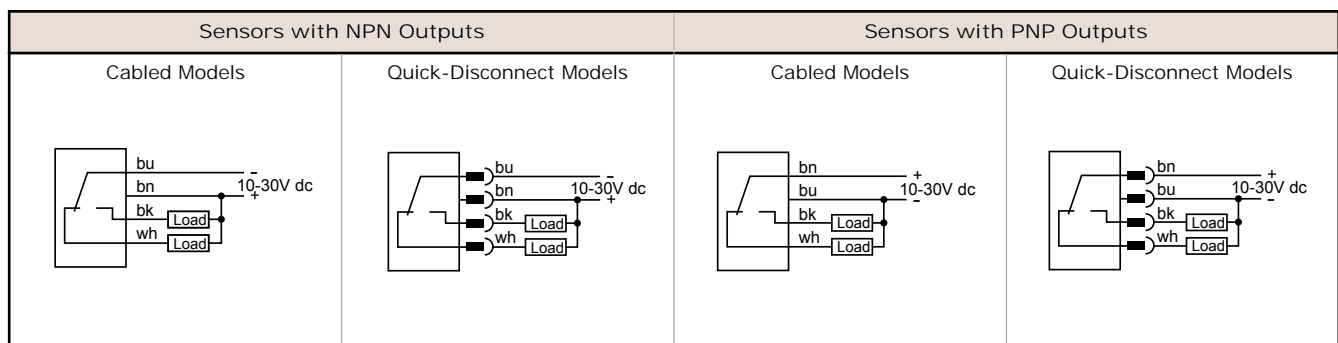 Sensors with NPN Outputs
Sensors with PNP Outputs
Cabled Models
Quick-Disconnect Models
Cabled Models
Quick-Disconnect Models
bu
-
bn
10-30V dc
+
bk
Load
wh
Load
bu
-
bn
10-30V dc
+
bk
Load
wh
Load
bn
+
bu
10-30V dc
-
bk
Load
wh
Load
bn
+
bu
10-30V dc
-
bk
Load
wh
Load